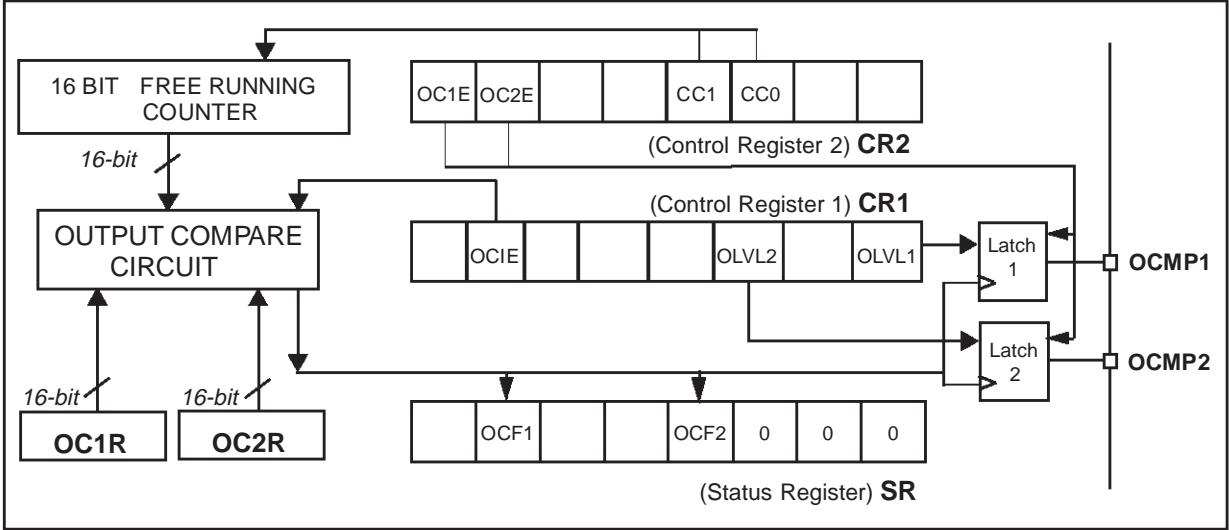 16 BIT FREE RUNNING
COUNTER
OC1E OC2E CC1 CC0
(Control Register 2) CR2
16-bit
(Control Register 1) CR1
OUTPUT COMPARE
CIRCUIT
OCIE OLVL2 OLVL1
Latch
1
OCMP1
Latch
2
OCMP2
16-bit
16-bit
OC1R
OC2R
OCF1 OCF2 0 0 0
(Status Register) SR